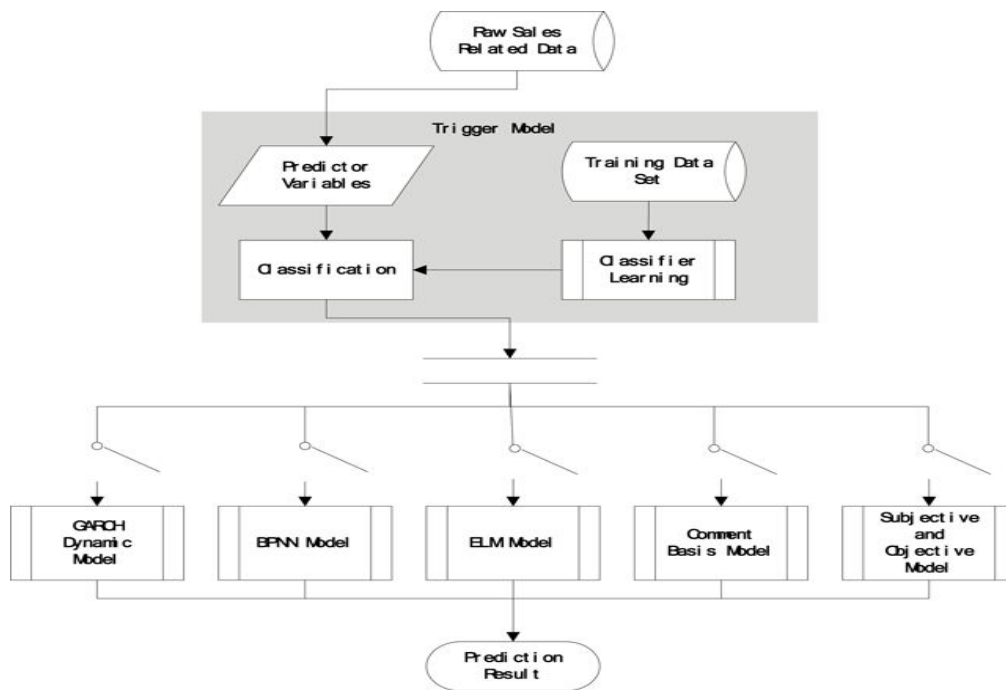 Raw Sales
Related Data
Trigger Model
Predictor
Variables
Training Data
Set
Classification
Classifier
Learning
GARCH
Dynamic
Model
BPNN Model
ELM Model
Comment
Basis Model
Subjective
and
Objective
Model
Prediction
Result